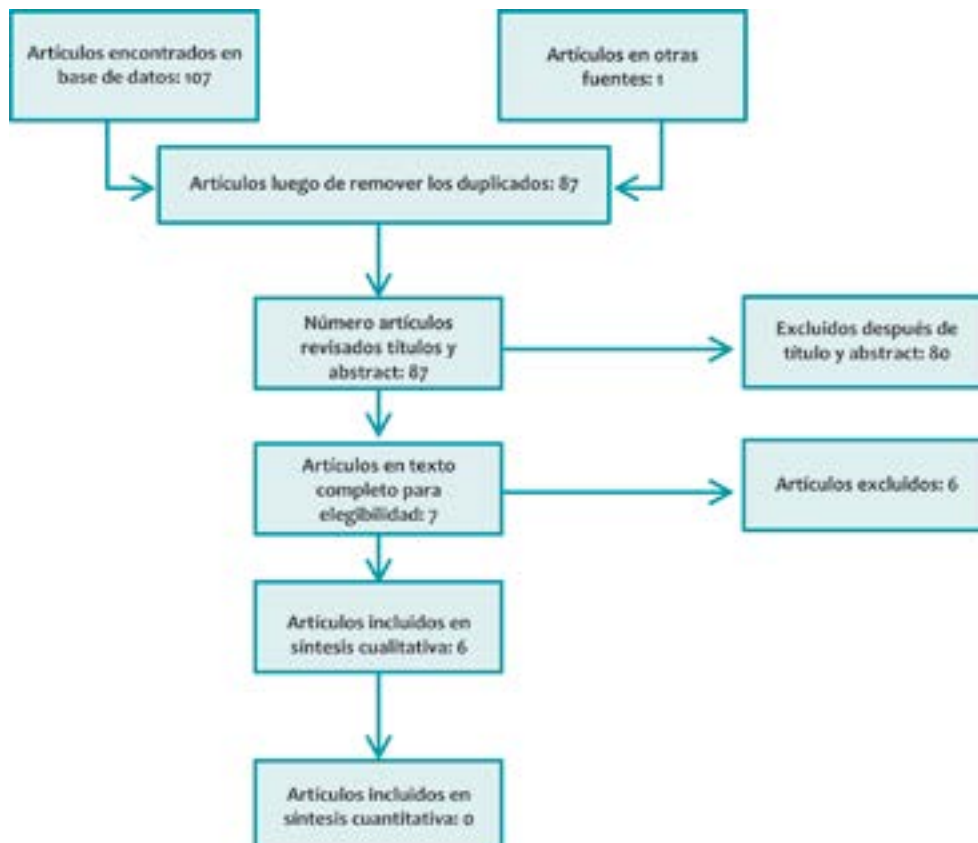 Artículos encontrados en
base de datos: 107
Artículos en otras
fuentes: 1
Artículos luego de remover los duplicados: 87
Número artículos
revisados títulos y
abstract: 87
Excluidos después de
título y abstract: 80
Artículos en texto
completo para
elegibilidad: 7
Artículos excluidos: 6
Artículos incluidos en
síntesis cualitativa: 6
Artículos incluidos en
síntesis cuantitativa: 0